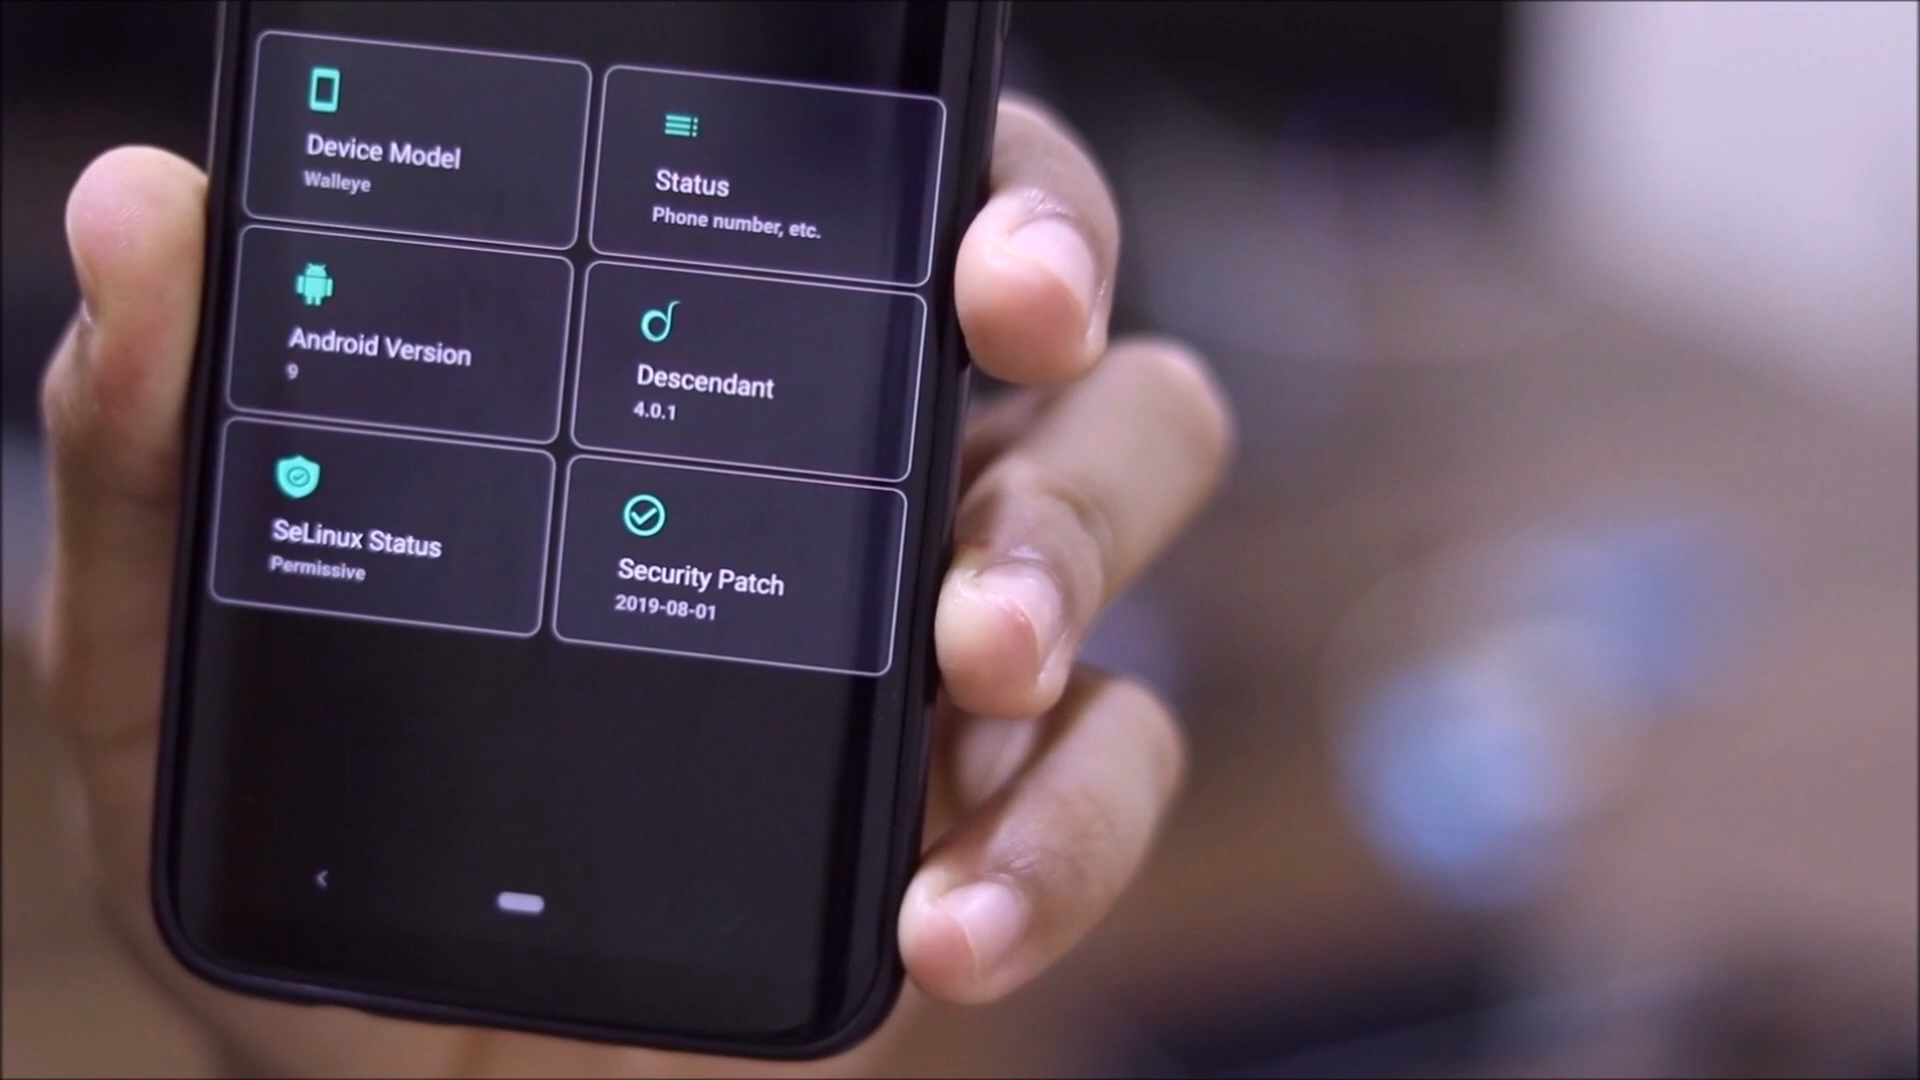 Device Model
Walleye
Status
Phone number, etc.
Android Version
9
Descendant
4.0.1
SeLinux Status
Permissive
Security Patch
2019-08-01